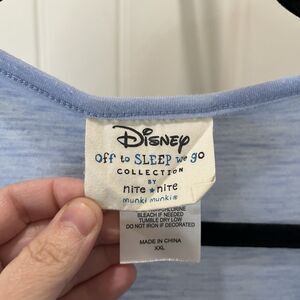 Disney
off to SLEEP we go
COLLECTION
BY
nite ★ nite
munki munki®
BLEACH IF NEEDED
TUMBLE DRY LOW
DO NOT IRON IF DECORATED
MADE IN CHINA
XXL